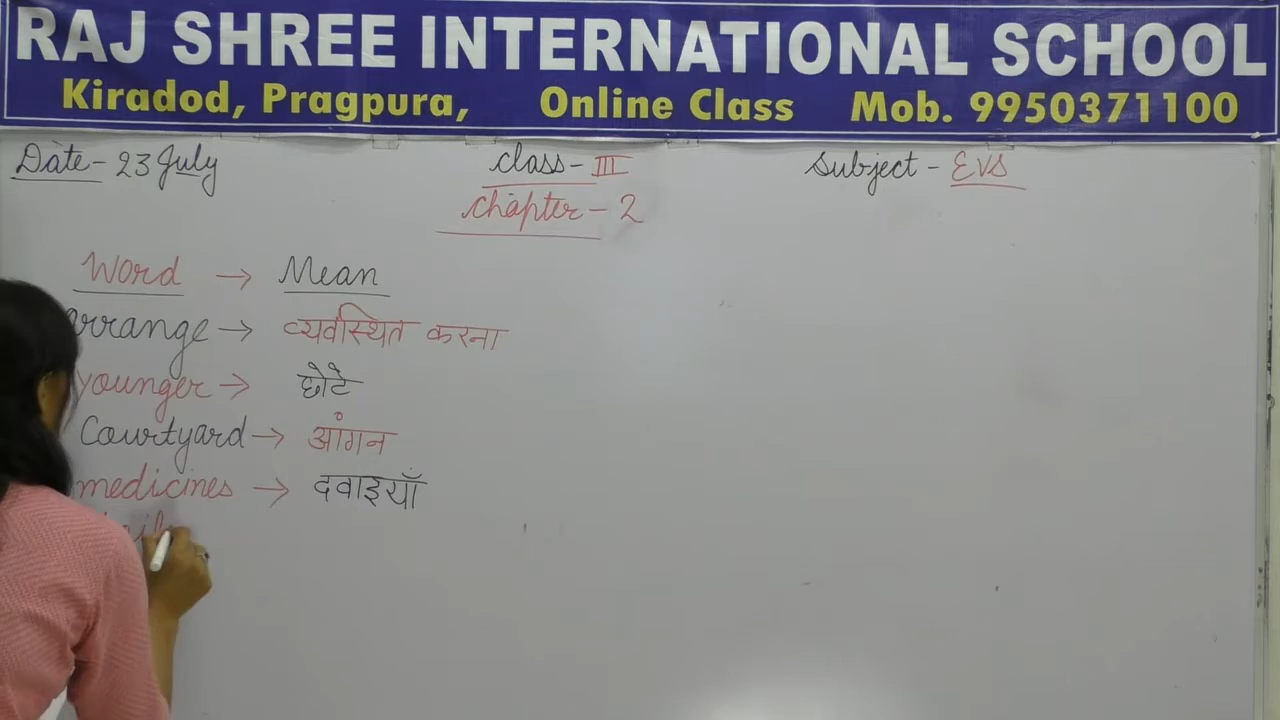 RAJ SHREE INTERNATIONAL SCHOOL
Kiradod, Pragpura, Online Class Mob. 9950371100
Date - 23 July Class - III Subject - EVS
Chapter - 2
Word → Mean
arrange → व्यवस्थित करना
younger → छोटे
Courtyard → आंगन
medicines → दवाइयाँ